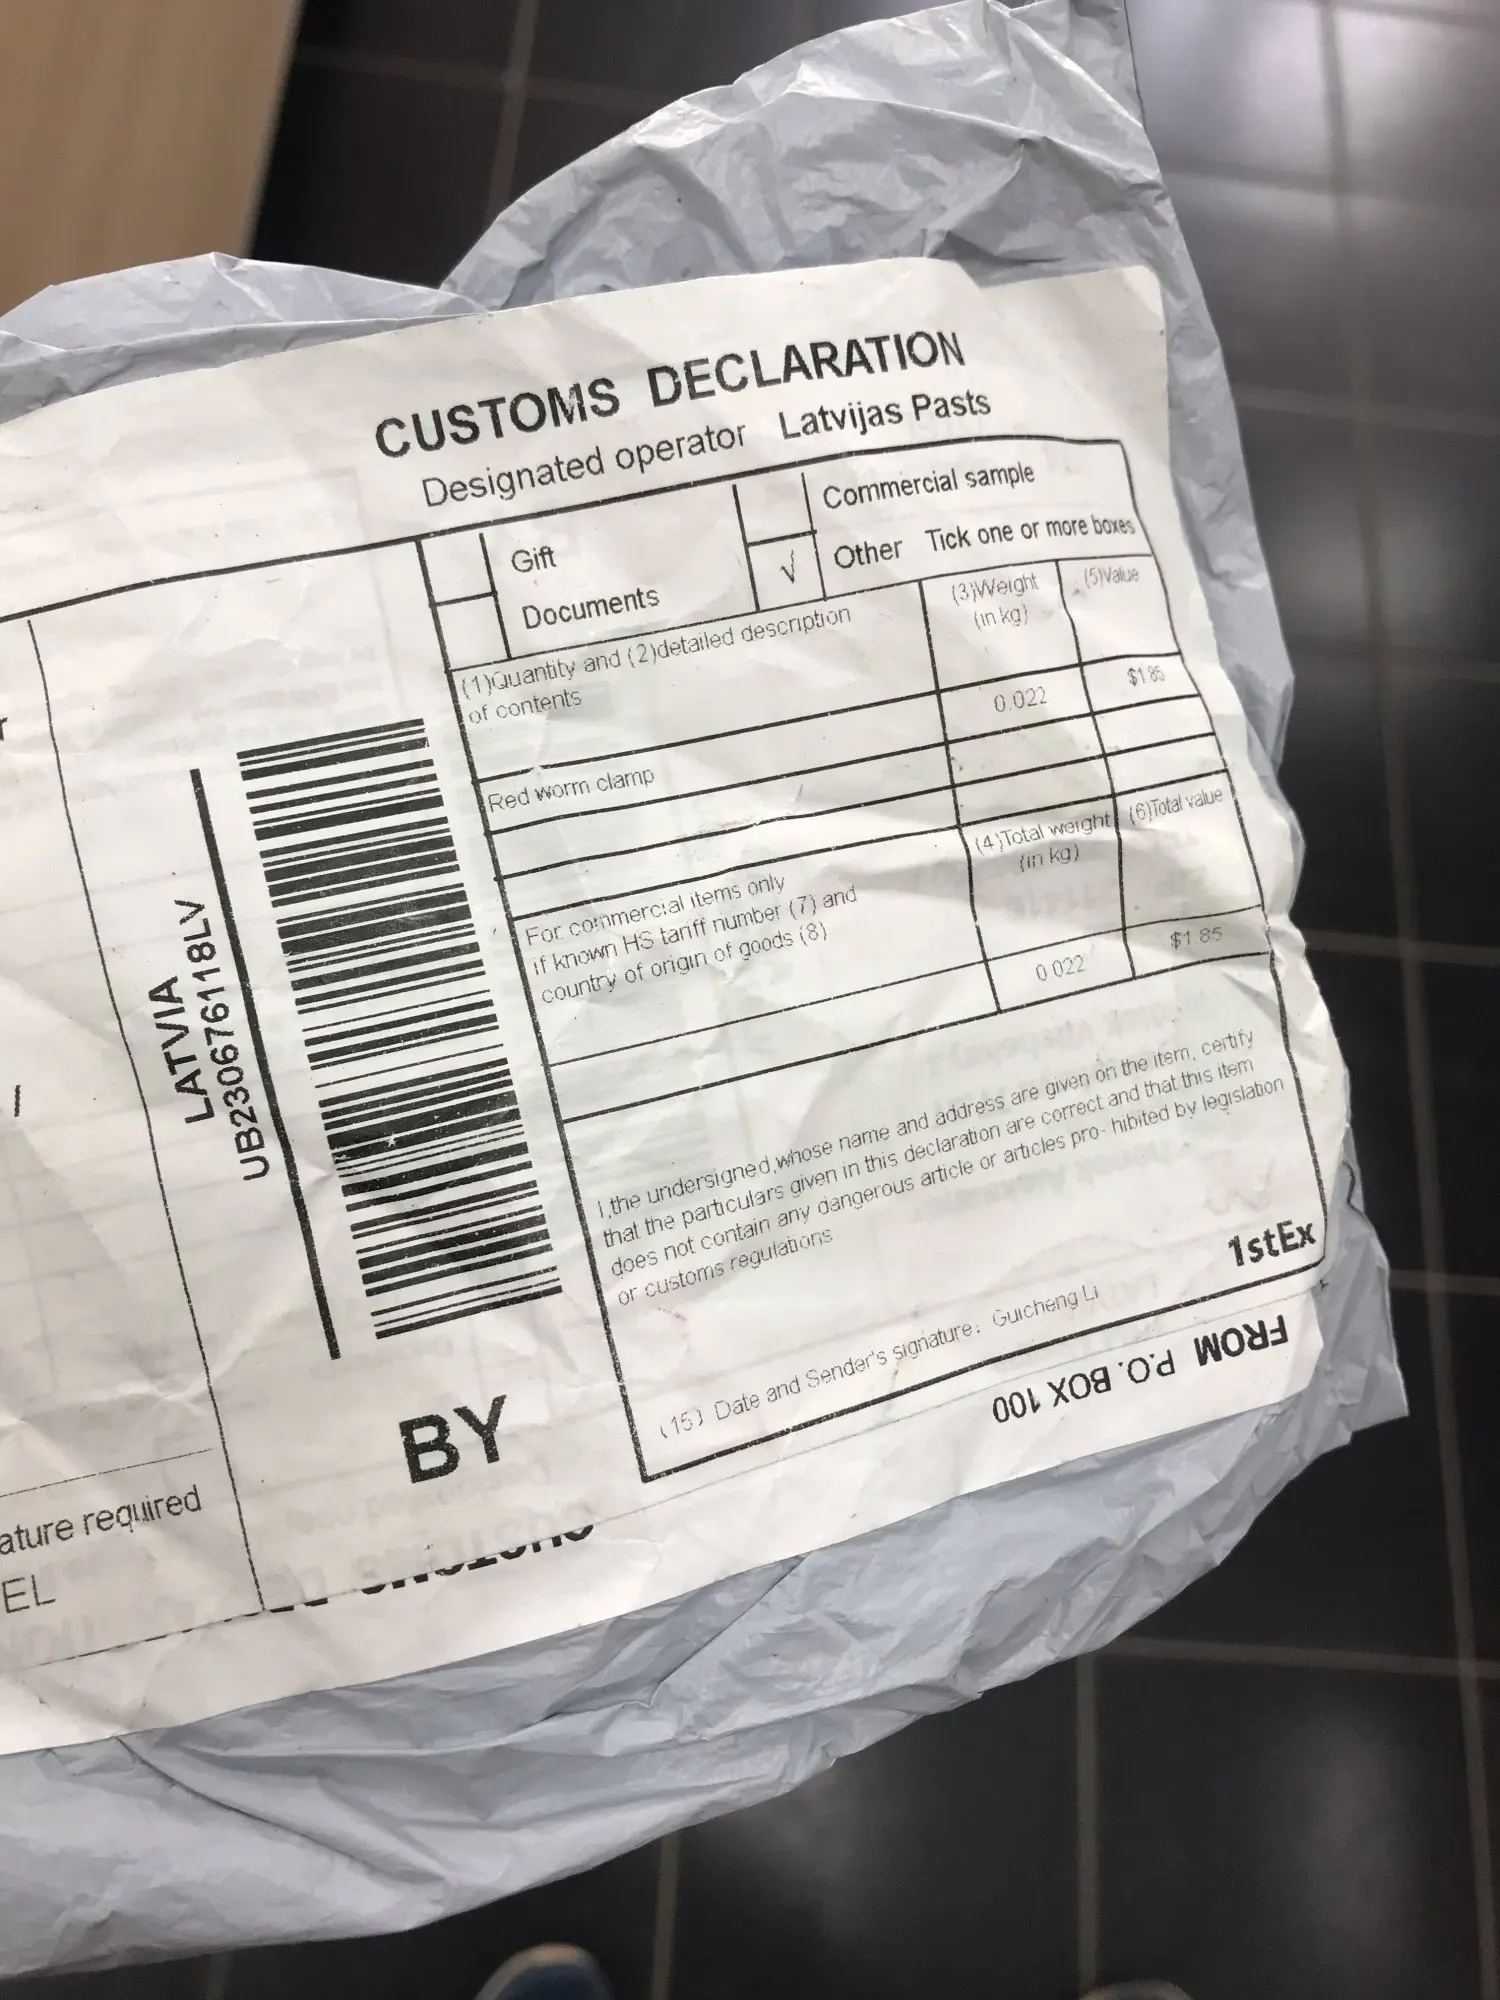 CUSTOMS DECLARATION
Designated operator Latvijas Pasts
Gift
Commercial sample
Documents
√ Other Tick one or more boxes
(1)Quantity and (2)detailed description
of contents
(3)Weight
(in kg)
(5)Value
Red worm clamp
0.022
$1.85
For commercial items only
if known HS tariff number (7) and
country of origin of goods (8)
(4)Total weight
(in kg)
(6)Total value
0.022
$1.85
I,the undersigned,whose name and address are given on the item, certify
that the particulars given in this declaration are correct and that this item
does not contain any dangerous article or articles pro- hibited by legislation
or customs regulations
1stEx
(15) Date and Sender's signature: Guicheng Li
FROM P.O. BOX 100
LATVIA
UB230676118LV
BY
required
EL